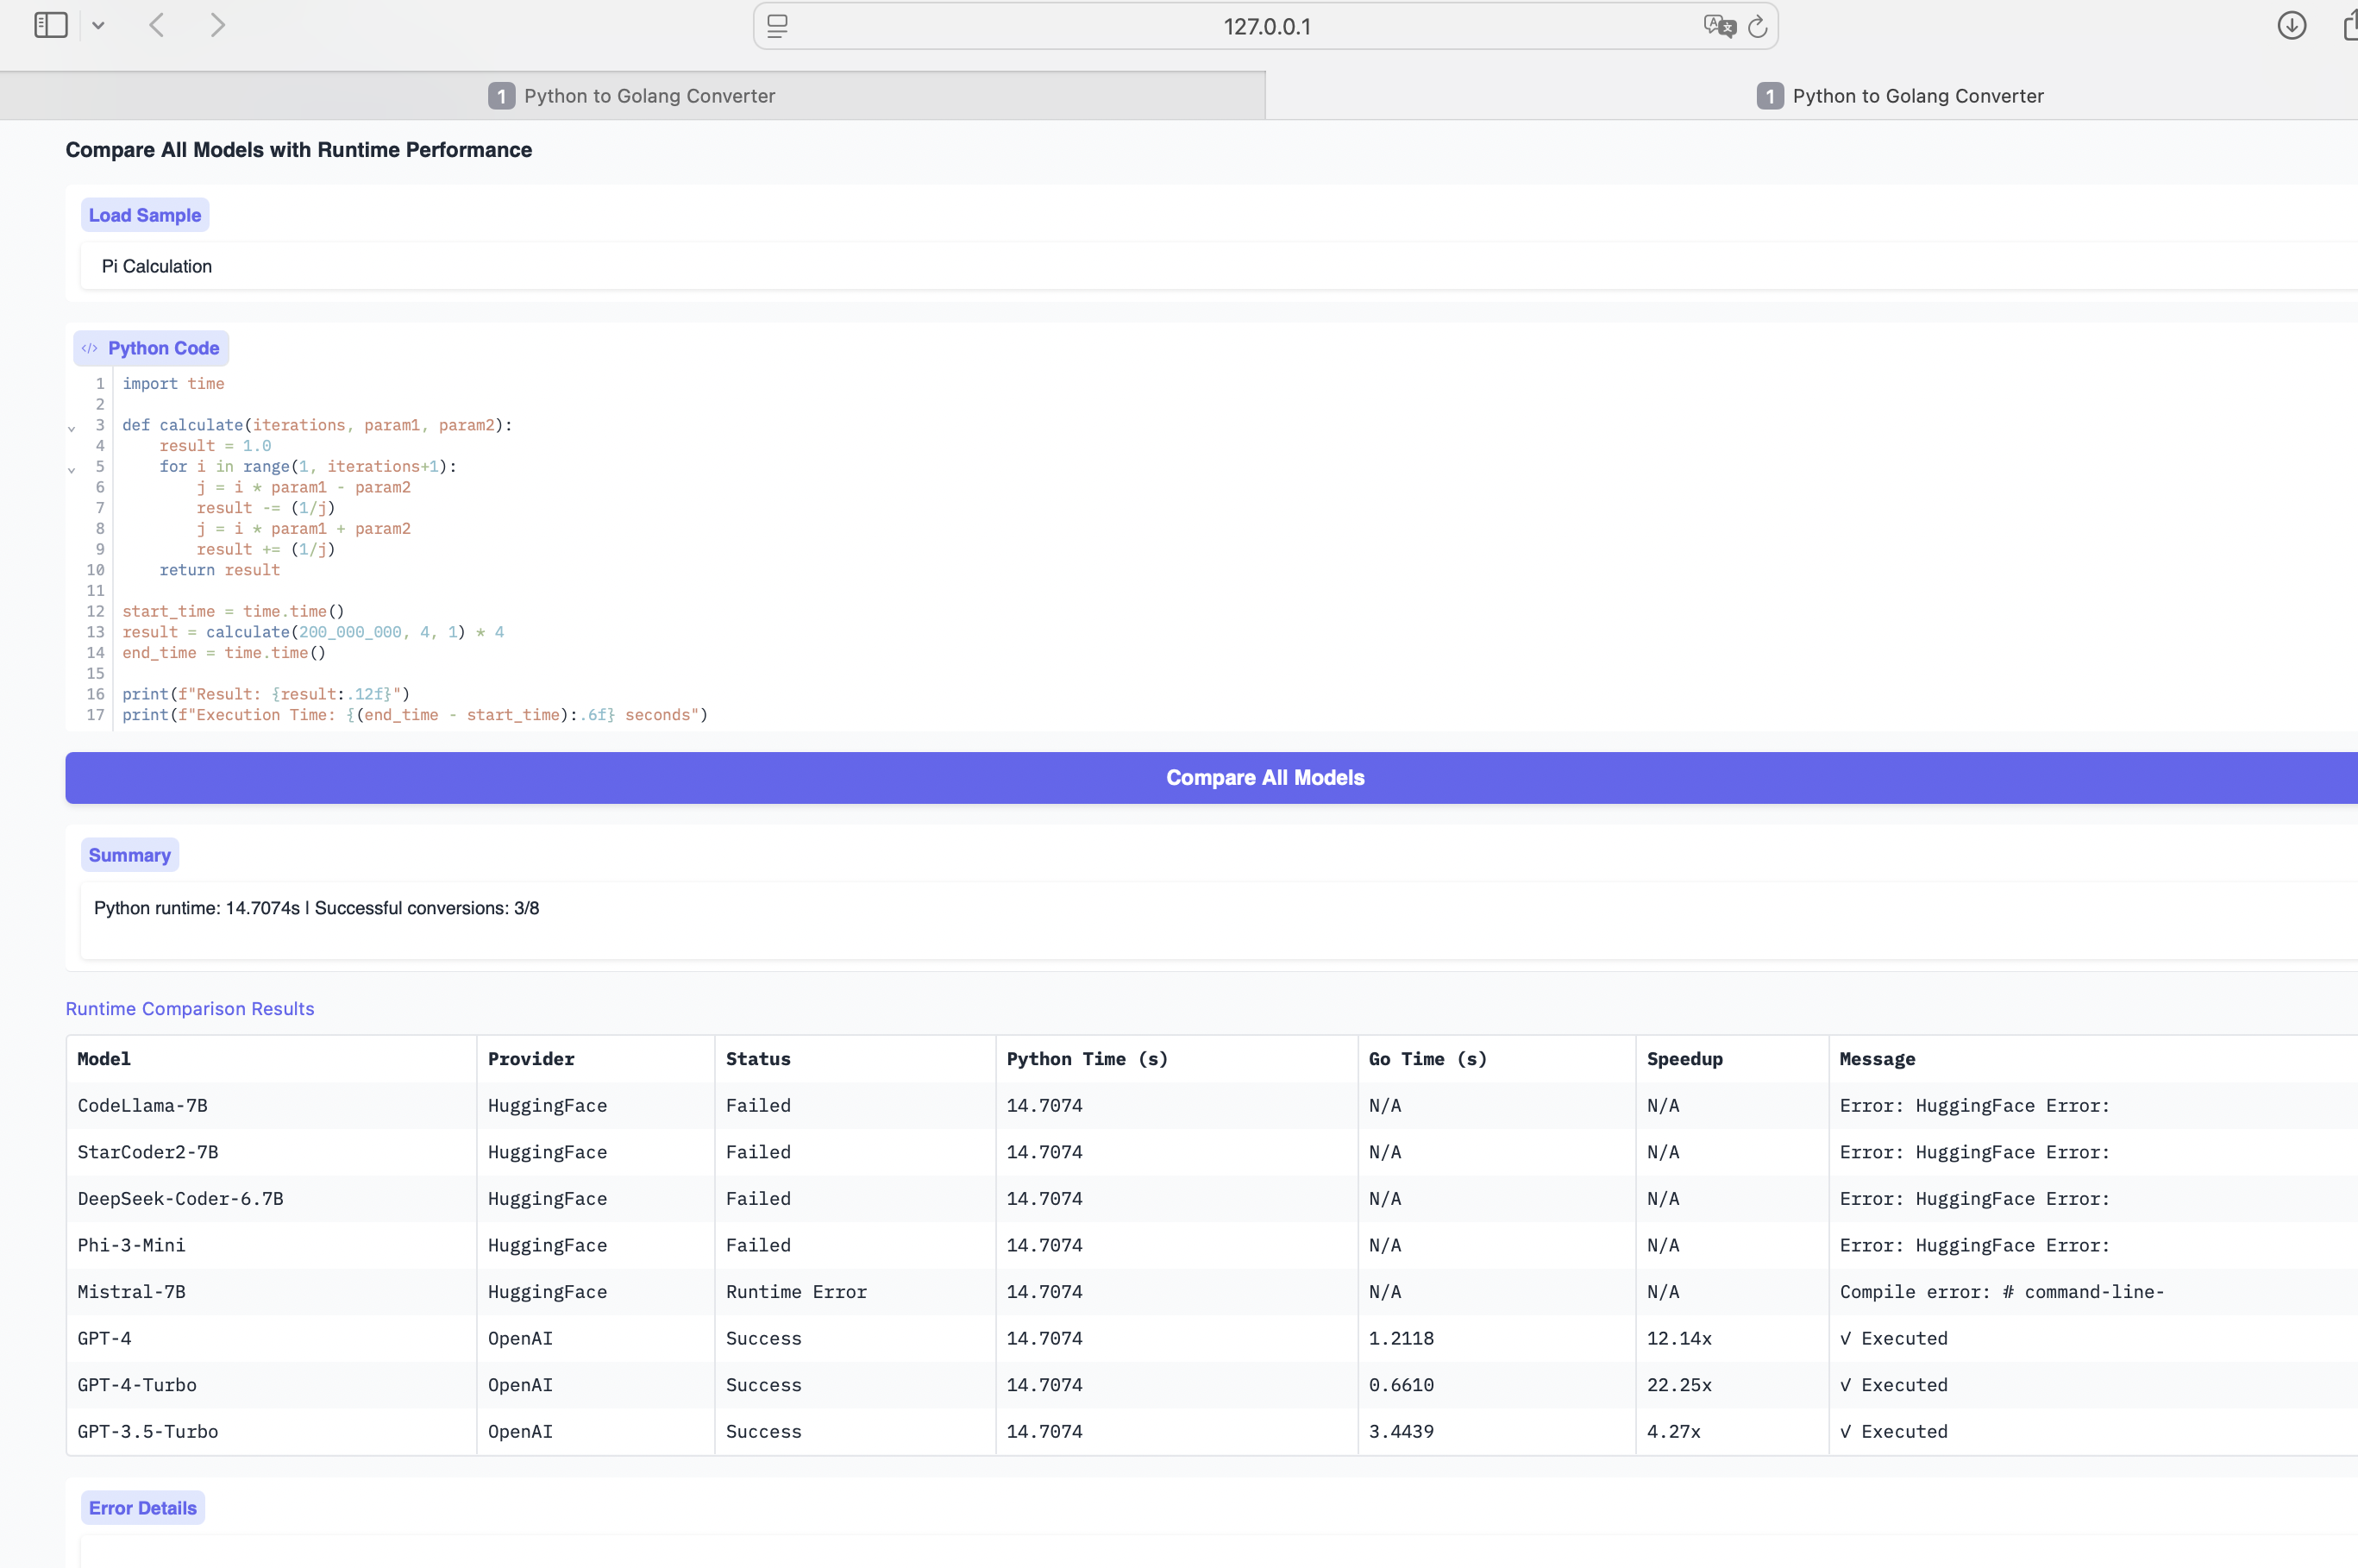 127.0.0.1
1 Python to Golang Converter
1 Python to Golang Converter
Compare All Models with Runtime Performance
Load Sample
Pi Calculation
</> Python Code
1 import time
2
3 def calculate(iterations, param1, param2):
4     result = 1.0
5     for i in range(1, iterations+1):
6         j = i * param1 - param2
7         result -= (1/j)
8         j = i * param1 + param2
9         result += (1/j)
10     return result
11
12 start_time = time.time()
13 result = calculate(200_000_000, 4, 1) * 4
14 end_time = time.time()
15
16 print(f"Result: {result:.12f}")
17 print(f"Execution Time: {(end_time - start_time):.6f} seconds")
Compare All Models
Summary
Python runtime: 14.7074s | Successful conversions: 3/8
Runtime Comparison Results
Model Provider Status Python Time (s) Go Time (s) Speedup Message
CodeLlama-7B HuggingFace Failed 14.7074 N/A N/A Error: HuggingFace Error:
StarCoder2-7B HuggingFace Failed 14.7074 N/A N/A Error: HuggingFace Error:
DeepSeek-Coder-6.7B HuggingFace Failed 14.7074 N/A N/A Error: HuggingFace Error:
Phi-3-Mini HuggingFace Failed 14.7074 N/A N/A Error: HuggingFace Error:
Mistral-7B HuggingFace Runtime Error 14.7074 N/A N/A Compile error: # command-line-
GPT-4 OpenAI Success 14.7074 1.2118 12.14x √ Executed
GPT-4-Turbo OpenAI Success 14.7074 0.6610 22.25x √ Executed
GPT-3.5-Turbo OpenAI Success 14.7074 3.4439 4.27x √ Executed
Error Details